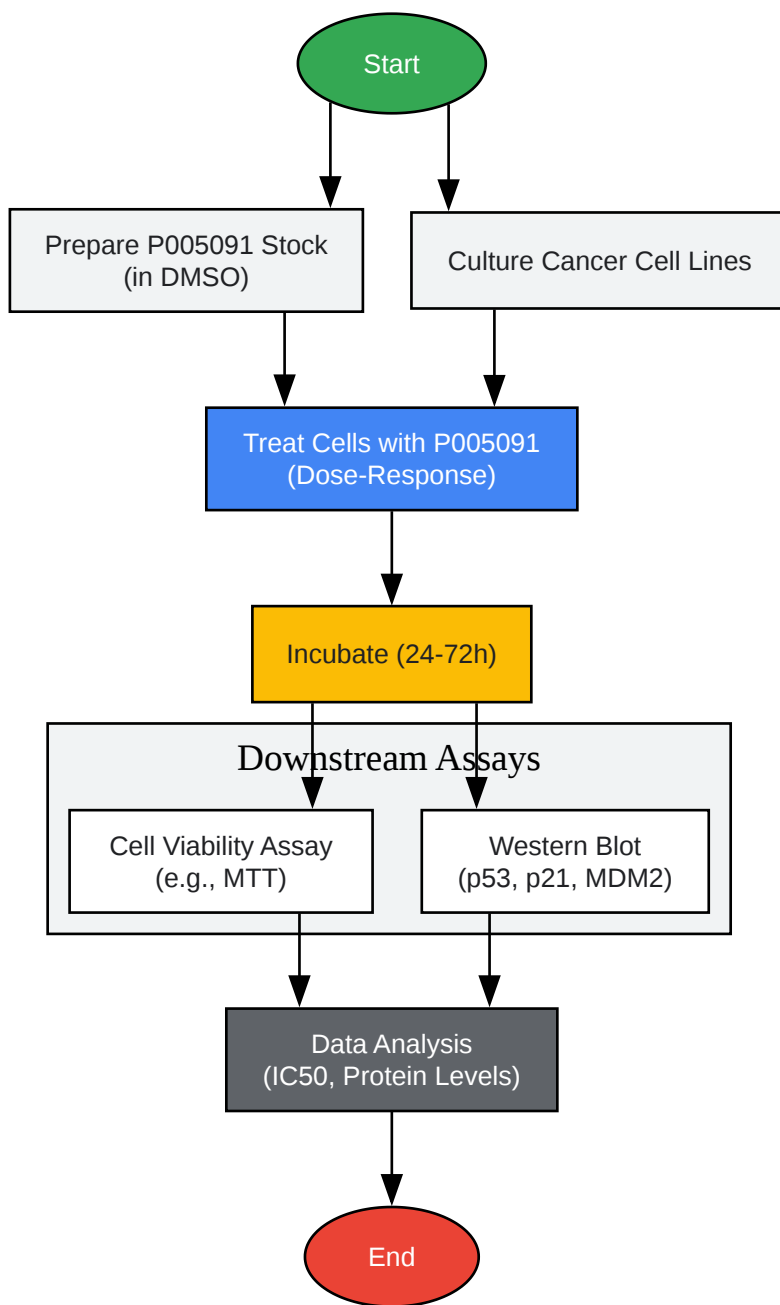 Start
Prepare P005091 Stock
(in DMSO)
Culture Cancer Cell Lines
Treat Cells with P005091
(Dose-Response)
Incubate (24-72h)
Downstream Assays
Cell Viability Assay
(e.g., MTT)
Western Blot
(p53, p21, MDM2)
Data Analysis
(IC50, Protein Levels)
End